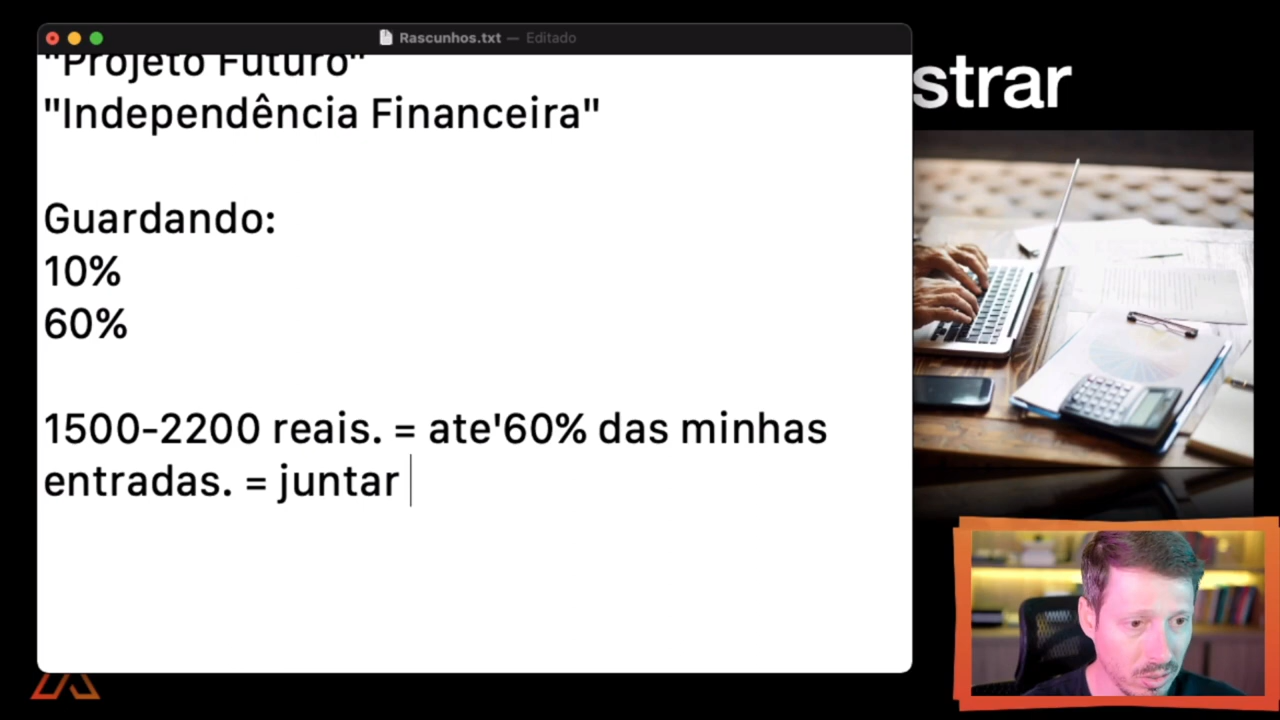 Rascunhos.txt — Editado
"Projeto Futuro"
"Independência Financeira"
Guardando:
10%
60%
1500-2200 reais. = ate'60% das minhas
entradas. = juntar
strar